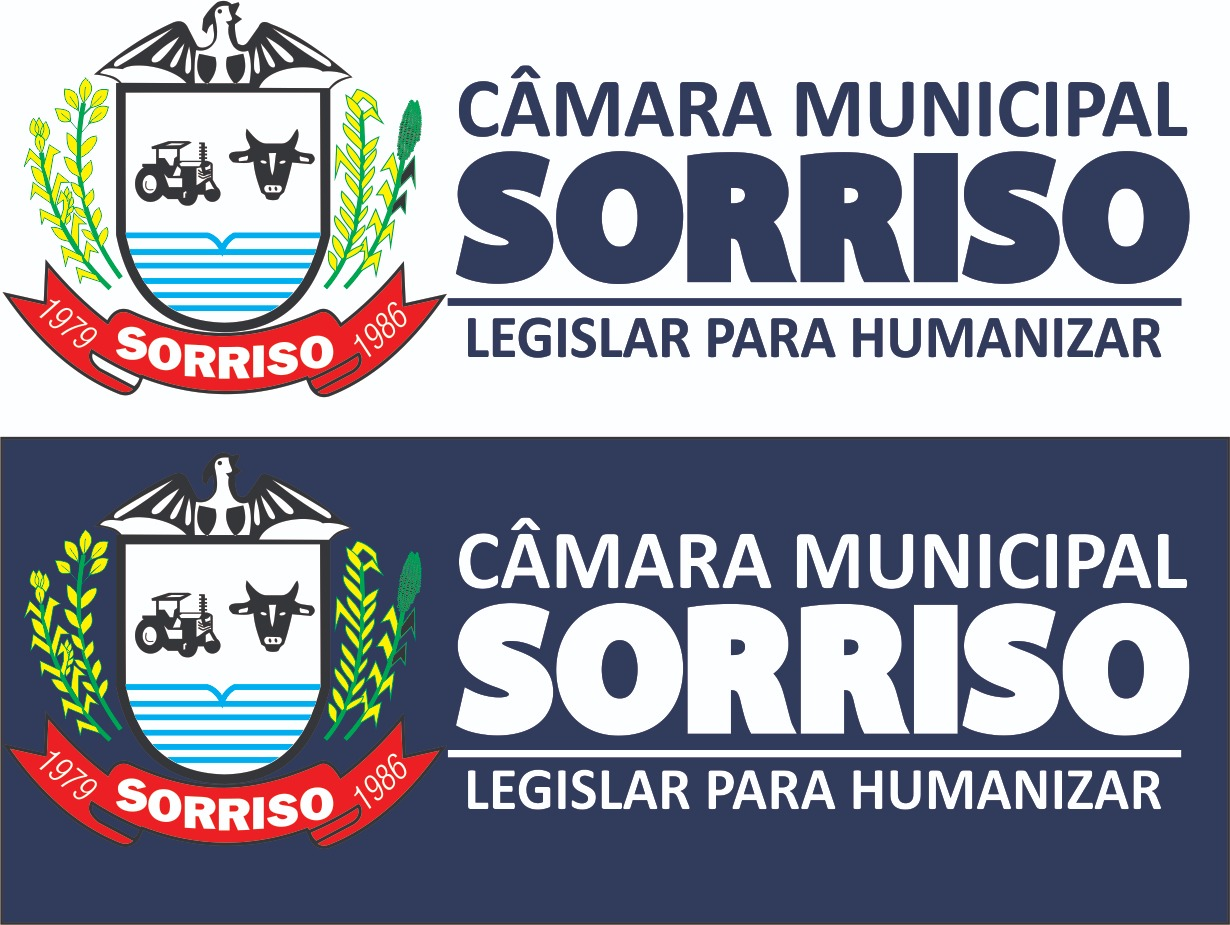 CÂMARA MUNICIPAL
SORRISO
LEGISLAR PARA HUMANIZAR
1979 SORRISO 1986
CÂMARA MUNICIPAL
SORRISO
LEGISLAR PARA HUMANIZAR
1979 SORRISO 1986